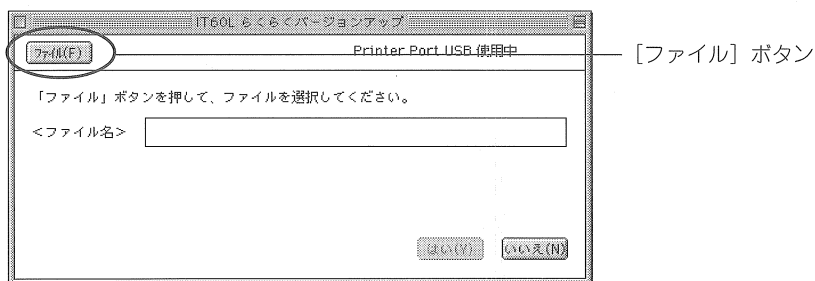 IT60L らくらくバージョンアップ
ファイル(F)
Printer Port USB 使用中
[ファイル] ボタン
「ファイル」ボタンを押して、ファイルを選択してください。
<ファイル名>
はい(Y)
いいえ(N)